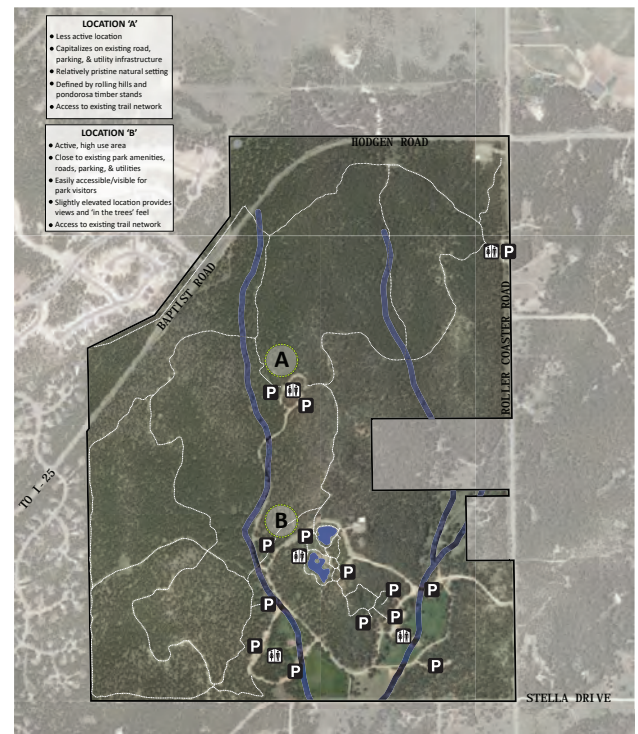 LOCATION 'A'
● Less active location
● Capitalizes on existing road,
parking, & utility infrastructure
● Relatively pristine natural setting
● Defined by rolling hills and
pondorosa timber stands
● Access to existing trail network
LOCATION 'B'
● Active, high use area
● Close to existing park amenities,
roads, parking, & utilities
● Easily accessible/visible for
park visitors
● Slightly elevated location provides
views and 'in the trees' feel
● Access to existing trail network
HODGEN ROAD
BAPTIST ROAD
ROLLER COASTER ROAD
TO I-25
STELLA DRIVE
P
A
P
P
B
P
P
P
P
P
P
P
P
P
P
P